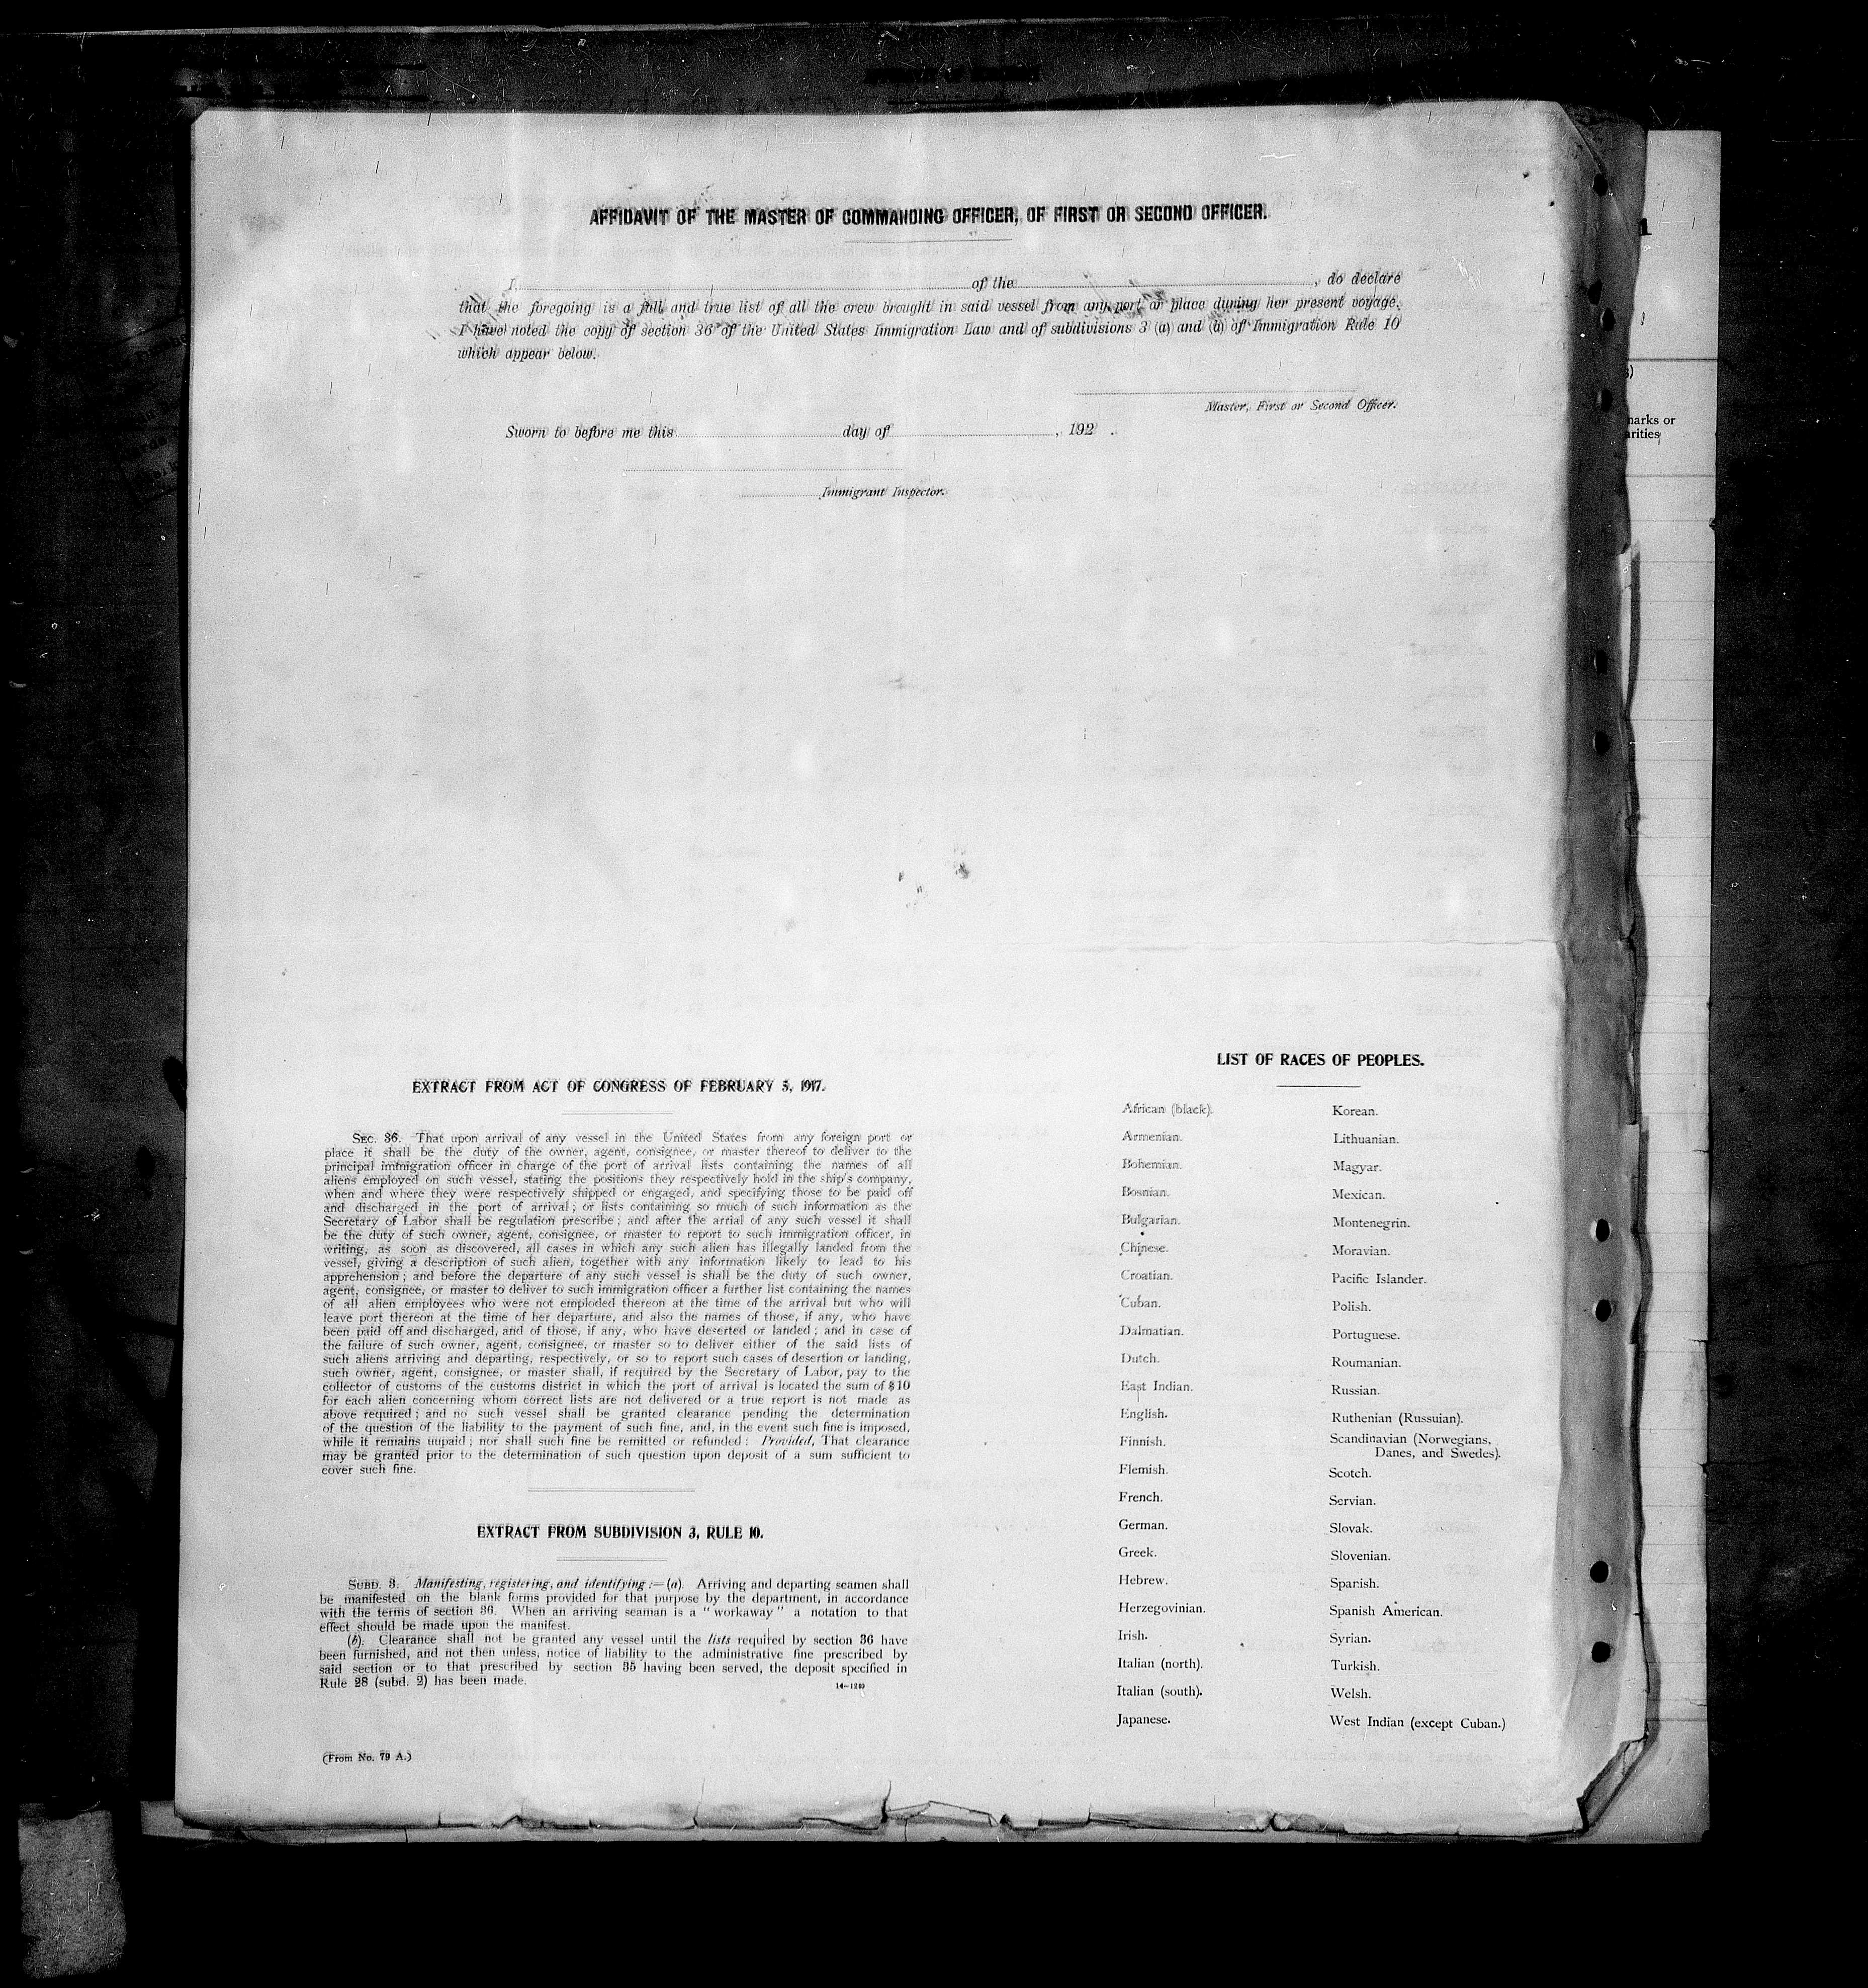 AFFIDAVIT OF THE MASTER OF COMMANDING OFFICER, OF FIRST OR SECOND OFFICER.
I, of the , do declare
that the foregoing is a full and true list of all the crew brought in said vessel from any port or place during her present voyage.
I have noted the copy of section 36 of the United States Immigration Law and of subdivisions 3 (a) and (b) of Immigration Rule 10
which appear below.
Master, First or Second Officer.
Sworn to before me this day of , 192 .
Immigrant Inspector.
EXTRACT FROM ACT OF CONGRESS OF FEBRUARY 5, 1917.
SEC. 36. That upon arrival of any vessel in the United States from any foreign port or
place it shall be the duty of the owner, agent, consignee, or master thereof to deliver to the
principal immigration officer in charge of the port of arrival lists containing the names of all
aliens employed on such vessel, stating the positions they respectively hold in the ship's company,
when and where they were respectively shipped or engaged, and specifying those to be paid off
and discharged in the port of arrival; or lists containing so much of such information as the
Secretary of Labor shall be regulation prescribe; and after the arrial of any such vessel it shall
be the duty of such owner, agent, consignee, or master to report to such immigration officer, in
writing, as soon as discovered, all cases in which any such alien has illegally landed from the
vessel, giving a description of such alien, together with any information likely to lead to his
apprehension; and before the departure of any such vessel is shall be the duty of such owner,
agent, consignee, or master to deliver to such immigration officer a further list containing the names
of all alien employees who were not emploded thereon at the time of the arrival but who will
leave port thereon at the time of her departure, and also the names of those, if any, who have
been paid off and discharged, and of those, if any, who have deserted or landed; and in case of
the failure of such owner, agent, consignee, or master so to deliver either of the said lists of
such aliens arriving and departing, respectively, or so to report such cases of desertion or landing,
such owner, agent, consignee, or master shall, if required by the Secretary of Labor, pay to the
collector of customs of the customs district in which the port of arrival is located the sum of $10
for each alien concerning whom correct lists are not delivered or a true report is not made as
above required; and no such vessel shall be granted clearance pending the determination
of the question of the liability to the payment of such fine, and, in the event such fine is imposed,
while it remains unpaid; nor shall such fine be remitted or refunded: Provided, That clearance
may be granted prior to the determination of such question upon deposit of a sum sufficient to
cover such fine.
EXTRACT FROM SUBDIVISION 3, RULE 10.
SUBD. 3. Manifesting, registering, and identifying:—(a). Arriving and departing seamen shall
be manifested on the blank forms provided for that purpose by the department, in accordance
with the terms of section 36. When an arriving seaman is a "workaway" a notation to that
effect should be made upon the manifest.
(b). Clearance shall not be granted any vessel until the lists required by section 36 have
been furnished, and not then unless, notice of liability to the administrative fine prescribed by
said section or to that prescribed by section 35 having been served, the deposit specified in
Rule 28 (subd. 2) has been made.
14—1240
(From No. 79 A.)
LIST OF RACES OF PEOPLES.
African (black).
Armenian.
Bohemian.
Bosnian.
Bulgarian.
Chinese.
Croatian.
Cuban.
Dalmatian.
Dutch.
East Indian.
English.
Finnish.
Flemish.
French.
German.
Greek.
Hebrew.
Herzegovinian.
Irish.
Italian (north).
Italian (south).
Japanese.
Korean.
Lithuanian.
Magyar.
Mexican.
Montenegrin.
Moravian.
Pacific Islander.
Polish.
Portuguese.
Roumanian.
Russian.
Ruthenian (Russuian).
Scandinavian (Norwegians,
Danes, and Swedes).
Scotch.
Servian.
Slovak.
Slovenian.
Spanish.
Spanish American.
Syrian.
Turkish.
Welsh.
West Indian (except Cuban.)